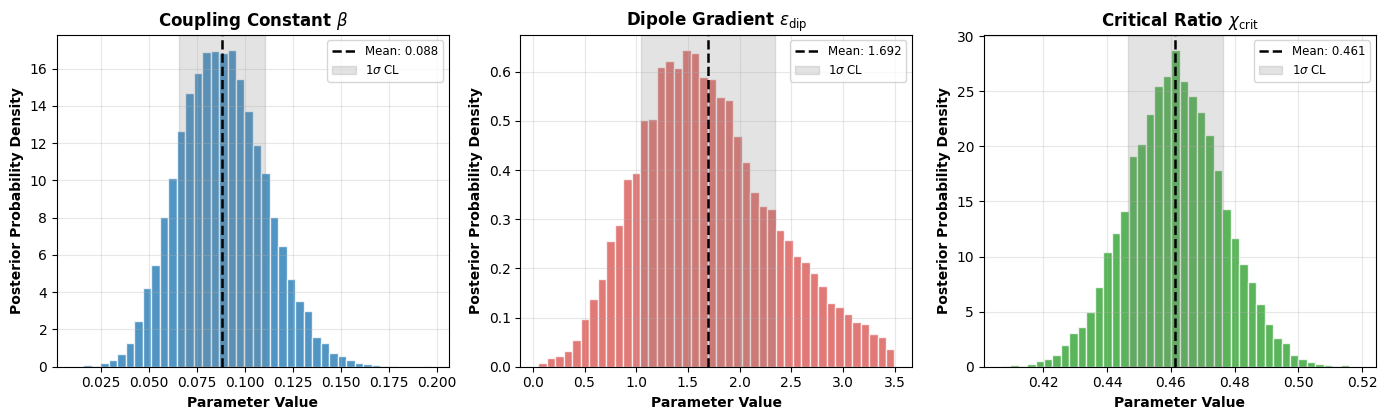 Coupling Constant β
Posterior Probability Density
16
14
12
10
8
6
4
2
0
Mean: 0.088
1σ CL
0.025 0.050 0.075 0.100 0.125 0.150 0.175 0.200
Parameter Value
Dipole Gradient ε_dip
Posterior Probability Density
0.6
0.5
0.4
0.3
0.2
0.1
0.0
Mean: 1.692
1σ CL
0.0 0.5 1.0 1.5 2.0 2.5 3.0 3.5
Parameter Value
Critical Ratio χ_crit
Posterior Probability Density
30
25
20
15
10
5
0
Mean: 0.461
1σ CL
0.42 0.44 0.46 0.48 0.50 0.52
Parameter Value